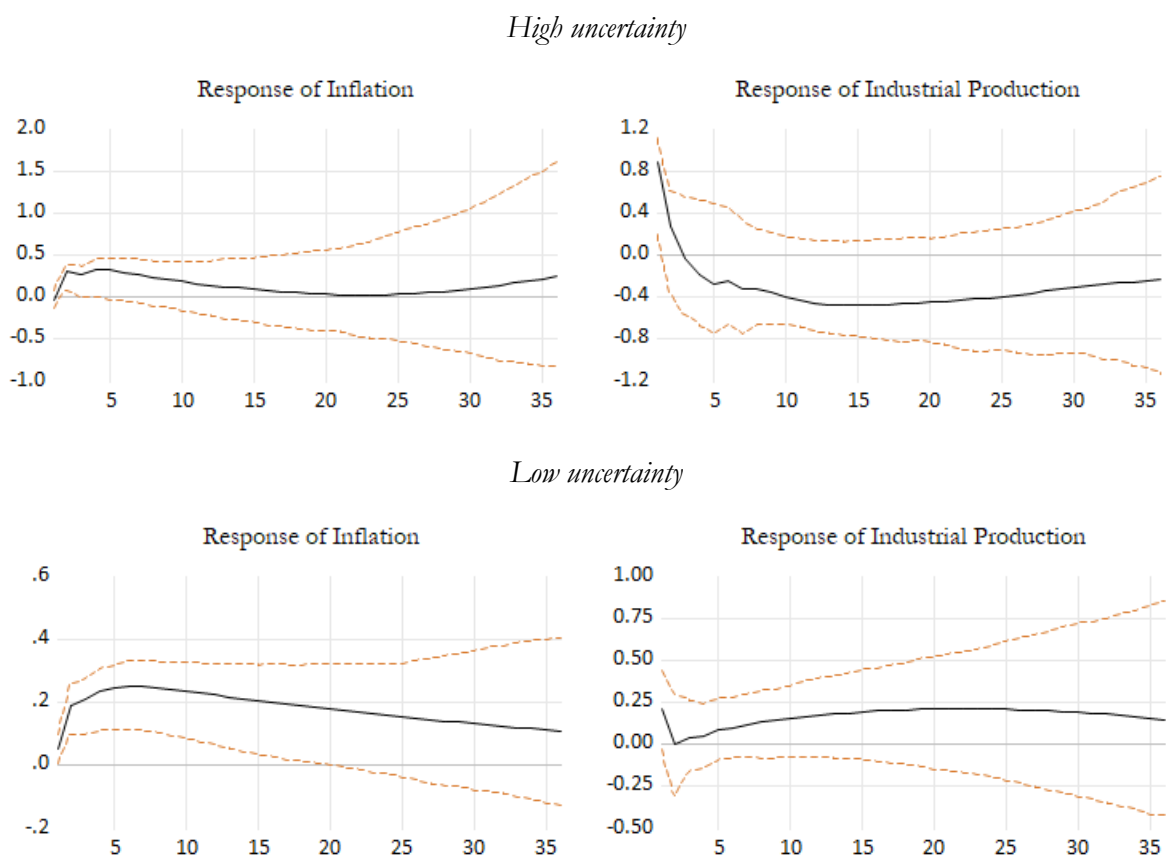 High uncertainty
Response of Inflation
2.0
1.5
1.0
0.5
0.0
-0.5
-1.0
5 10 15 20 25 30 35
Response of Industrial Production
1.2
0.8
0.4
0.0
-0.4
-0.8
-1.2
5 10 15 20 25 30 35
Low uncertainty
Response of Inflation
.6
.4
.2
.0
-.2
5 10 15 20 25 30 35
Response of Industrial Production
1.00
0.75
0.50
0.25
0.00
-0.25
-0.50
5 10 15 20 25 30 35